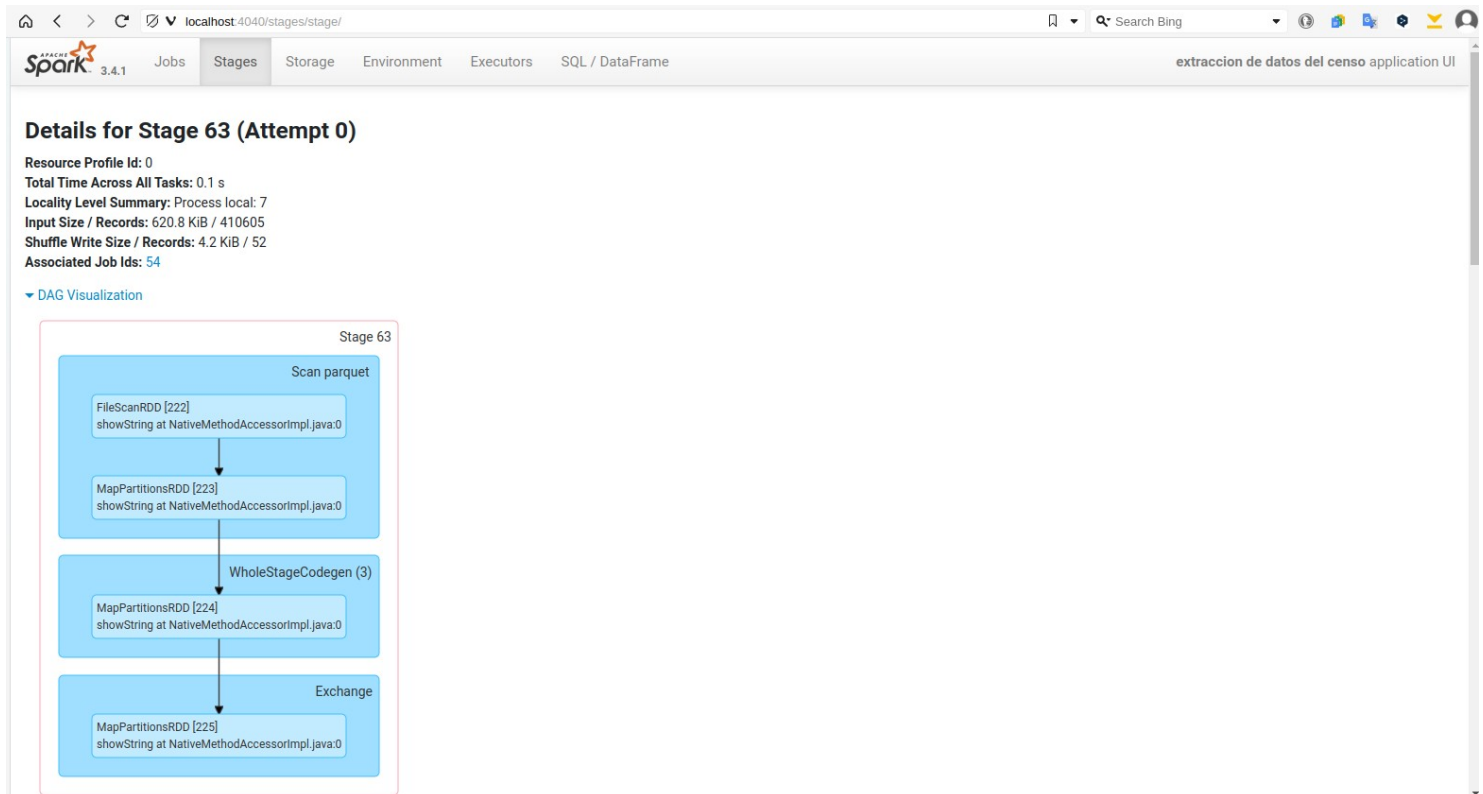 localhost:4040/stages/stage/
Search Bing
APACHE
Spark 3.4.1
Jobs
Stages
Storage
Environment
Executors
SQL / DataFrame
extraccion de datos del censo application UI
Details for Stage 63 (Attempt 0)
Resource Profile Id: 0
Total Time Across All Tasks: 0.1 s
Locality Level Summary: Process local: 7
Input Size / Records: 620.8 KiB / 410605
Shuffle Write Size / Records: 4.2 KiB / 52
Associated Job Ids: 54
DAG Visualization
Stage 63
Scan parquet
FileScanRDD [222]
showString at NativeMethodAccessorImpl.java:0
MapPartitionsRDD [223]
showString at NativeMethodAccessorImpl.java:0
WholeStageCodegen (3)
MapPartitionsRDD [224]
showString at NativeMethodAccessorImpl.java:0
Exchange
MapPartitionsRDD [225]
showString at NativeMethodAccessorImpl.java:0